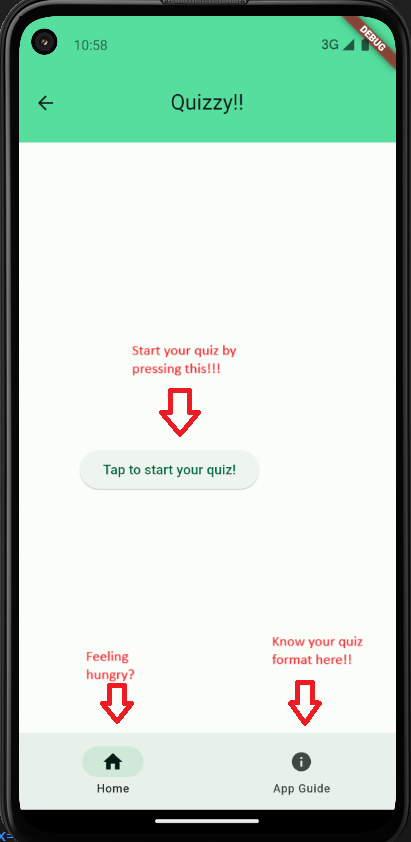 10:58
3G
DEBUG
Quizzy!!
Start your quiz by
pressing this!!!
Tap to start your quiz!
Feeling
hungry?
Know your quiz
format here!!
Home
App Guide
x=